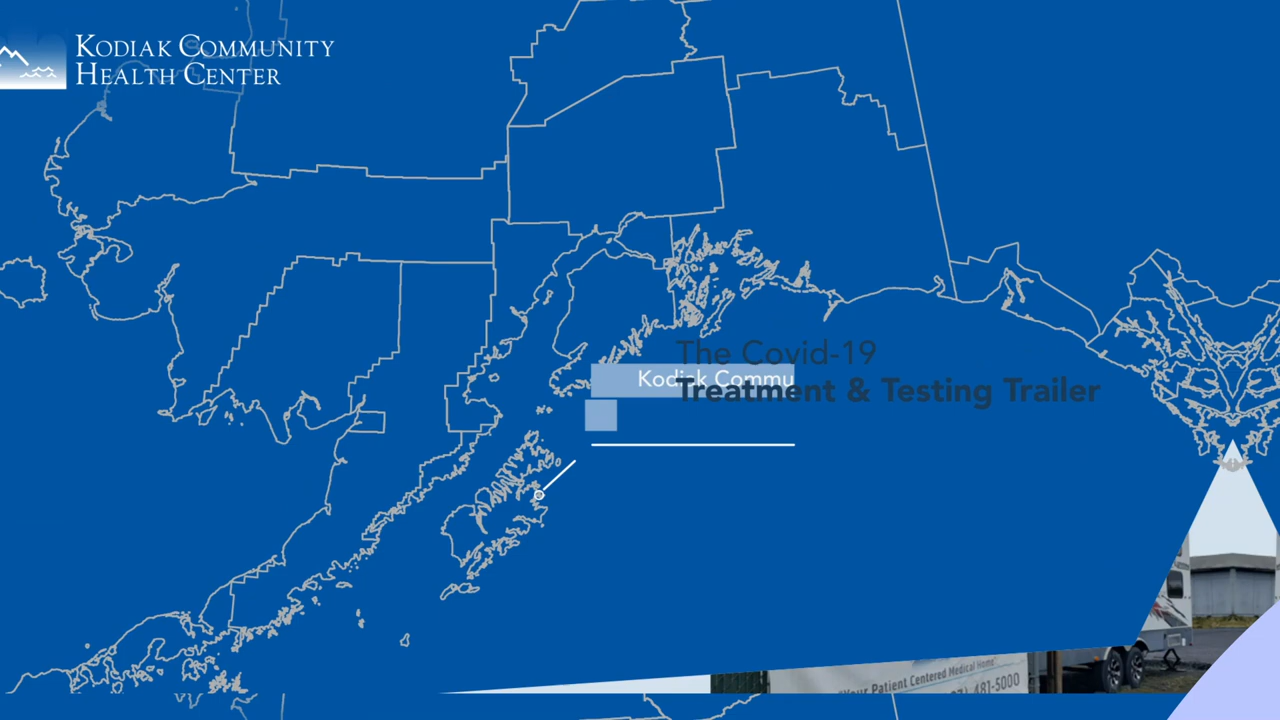 KODIAK COMMUNITY
HEALTH CENTER
The Covid-19
Kodiak Commu
Treatment & Testing Trailer
"Your Patient Centered Medical Home"
481-5000